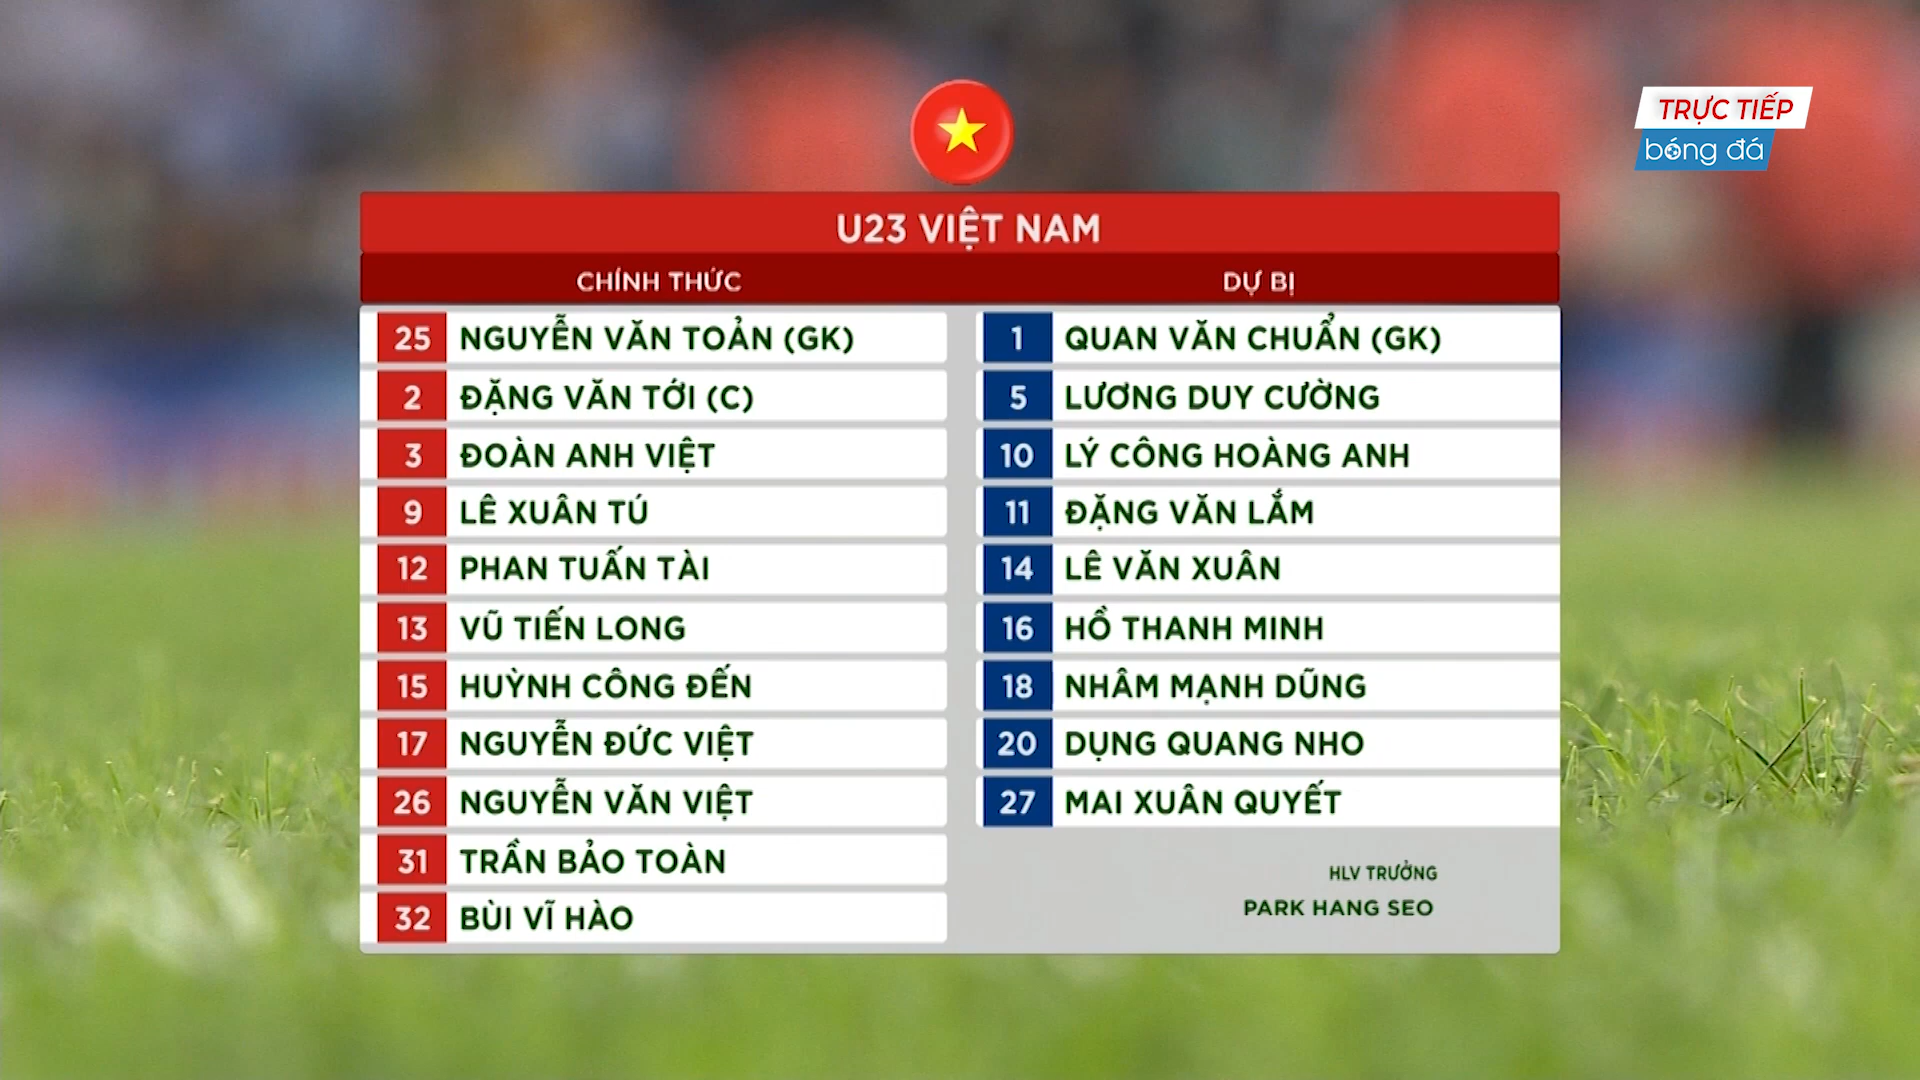 TRỰC TIẾP
bóng đá
U23 VIỆT NAM
CHÍNH THỨC
DỰ BỊ
25 NGUYỄN VĂN TOẢN (GK)
2 ĐẶNG VĂN TỚI (C)
3 ĐOÀN ANH VIỆT
9 LÊ XUÂN TÚ
12 PHAN TUẤN TÀI
13 VŨ TIẾN LONG
15 HUỲNH CÔNG ĐẾN
17 NGUYỄN ĐỨC VIỆT
26 NGUYỄN VĂN VIỆT
31 TRẦN BẢO TOÀN
32 BÙI VĨ HÀO
1 QUAN VĂN CHUẨN (GK)
5 LƯƠNG DUY CƯỜNG
10 LÝ CÔNG HOÀNG ANH
11 ĐẶNG VĂN LẮM
14 LÊ VĂN XUÂN
16 HỒ THANH MINH
18 NHÂM MẠNH DŨNG
20 DỤNG QUANG NHO
27 MAI XUÂN QUYẾT
HLV TRƯỞNG
PARK HANG SEO